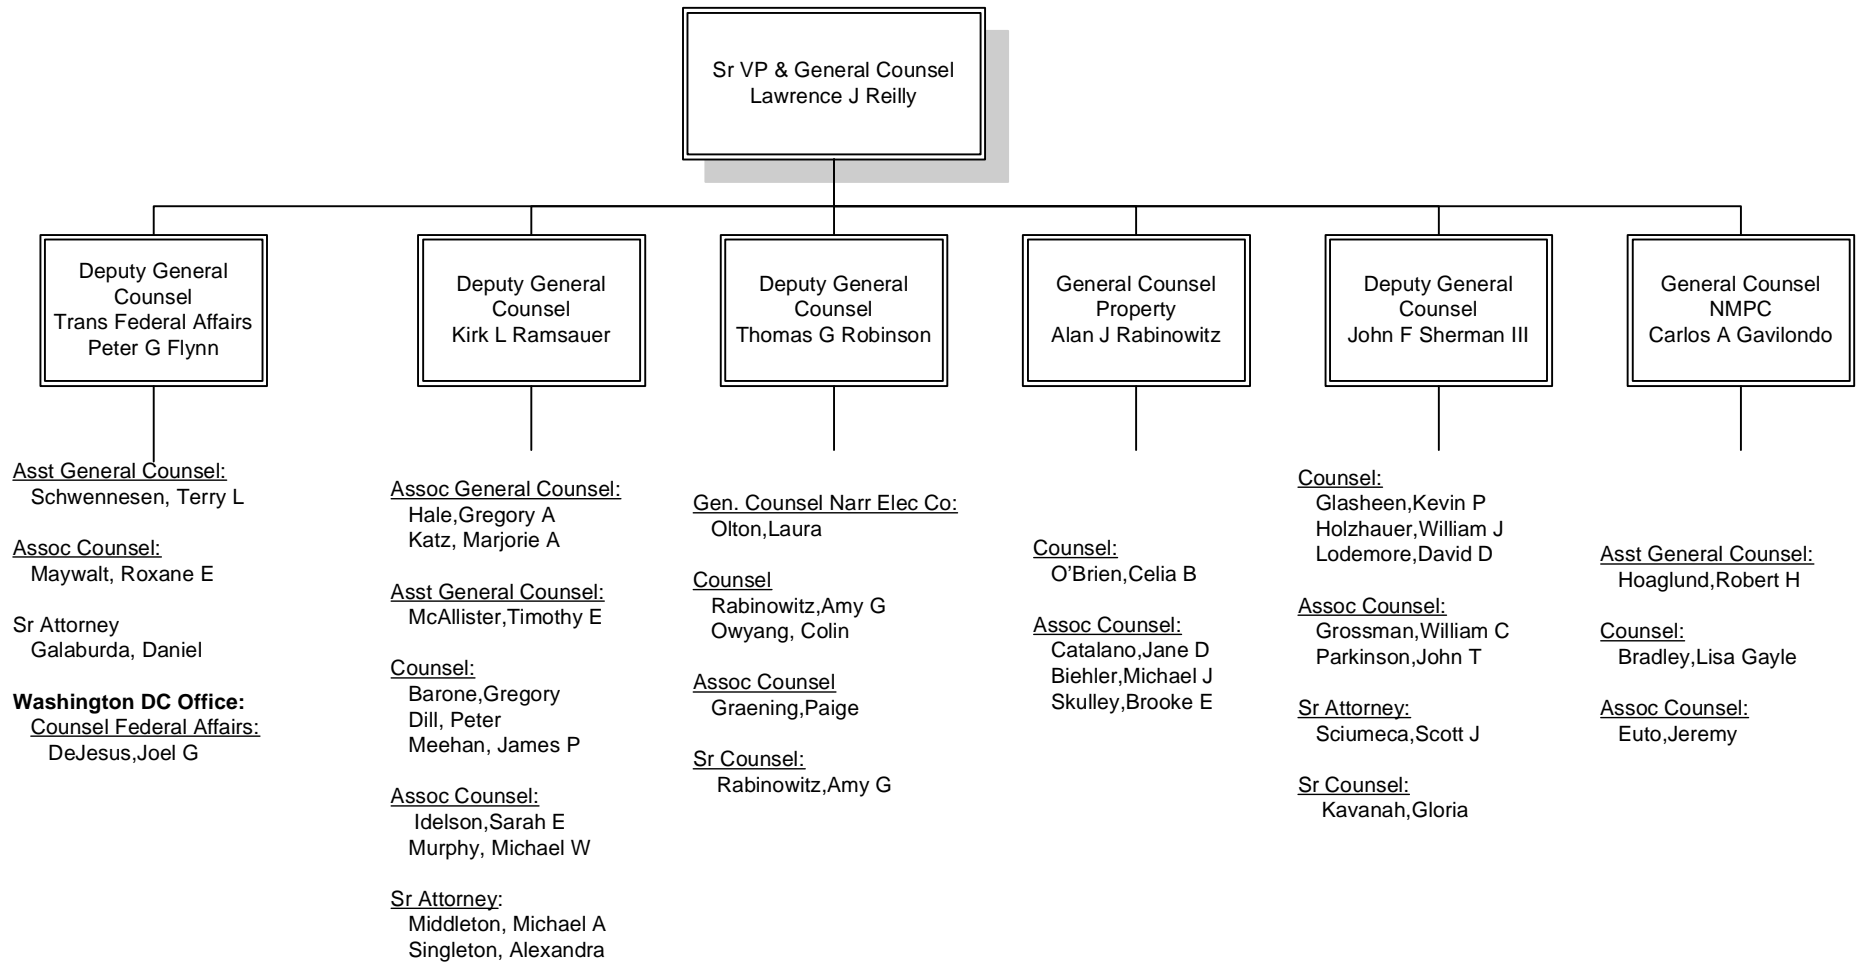 Sr VP & General Counsel
Lawrence J Reilly
Deputy General
Counsel
Trans Federal Affairs
Peter G Flynn
Deputy General
Counsel
Kirk L Ramsauer
Deputy General
Counsel
Thomas G Robinson
General Counsel
Property
Alan J Rabinowitz
Deputy General
Counsel
John F Sherman III
General Counsel
NMPC
Carlos A Gavilondo
Asst General Counsel:
Schwennesen, Terry L
Assoc Counsel:
Maywalt, Roxane E
Sr Attorney
Galaburda, Daniel
Washington DC Office:
Counsel Federal Affairs:
DeJesus,Joel G
Assoc General Counsel:
Hale,Gregory A
Katz, Marjorie A
Asst General Counsel:
McAllister,Timothy E
Counsel:
Barone,Gregory
Dill, Peter
Meehan, James P
Assoc Counsel:
Idelson,Sarah E
Murphy, Michael W
Sr Attorney:
Middleton, Michael A
Singleton, Alexandra
Gen. Counsel Narr Elec Co:
Olton,Laura
Counsel
Rabinowitz,Amy G
Owyang, Colin
Assoc Counsel
Graening,Paige
Sr Counsel:
Rabinowitz,Amy G
Counsel:
O'Brien,Celia B
Assoc Counsel:
Catalano,Jane D
Biehler,Michael J
Skulley,Brooke E
Counsel:
Glasheen,Kevin P
Holzhauer,William J
Lodemore,David D
Assoc Counsel:
Grossman,William C
Parkinson,John T
Sr Attorney:
Sciumeca,Scott J
Sr Counsel:
Kavanah,Gloria
Asst General Counsel:
Hoaglund,Robert H
Counsel:
Bradley,Lisa Gayle
Assoc Counsel:
Euto,Jeremy